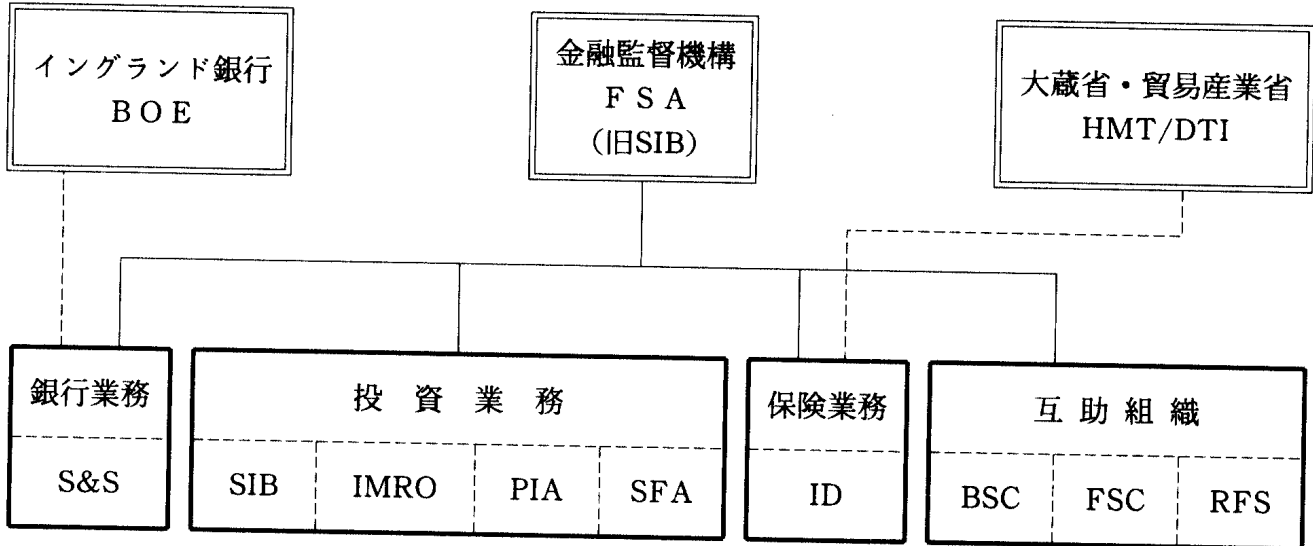 イングランド銀行
BOE
金融監督機構
FSA
(旧SIB)
大蔵省・貿易産業省
HMT/DTI
銀行業務
投資業務
保険業務
互助組織
S&S
SIB
IMRO
PIA
SFA
ID
BSC
FSC
RFS